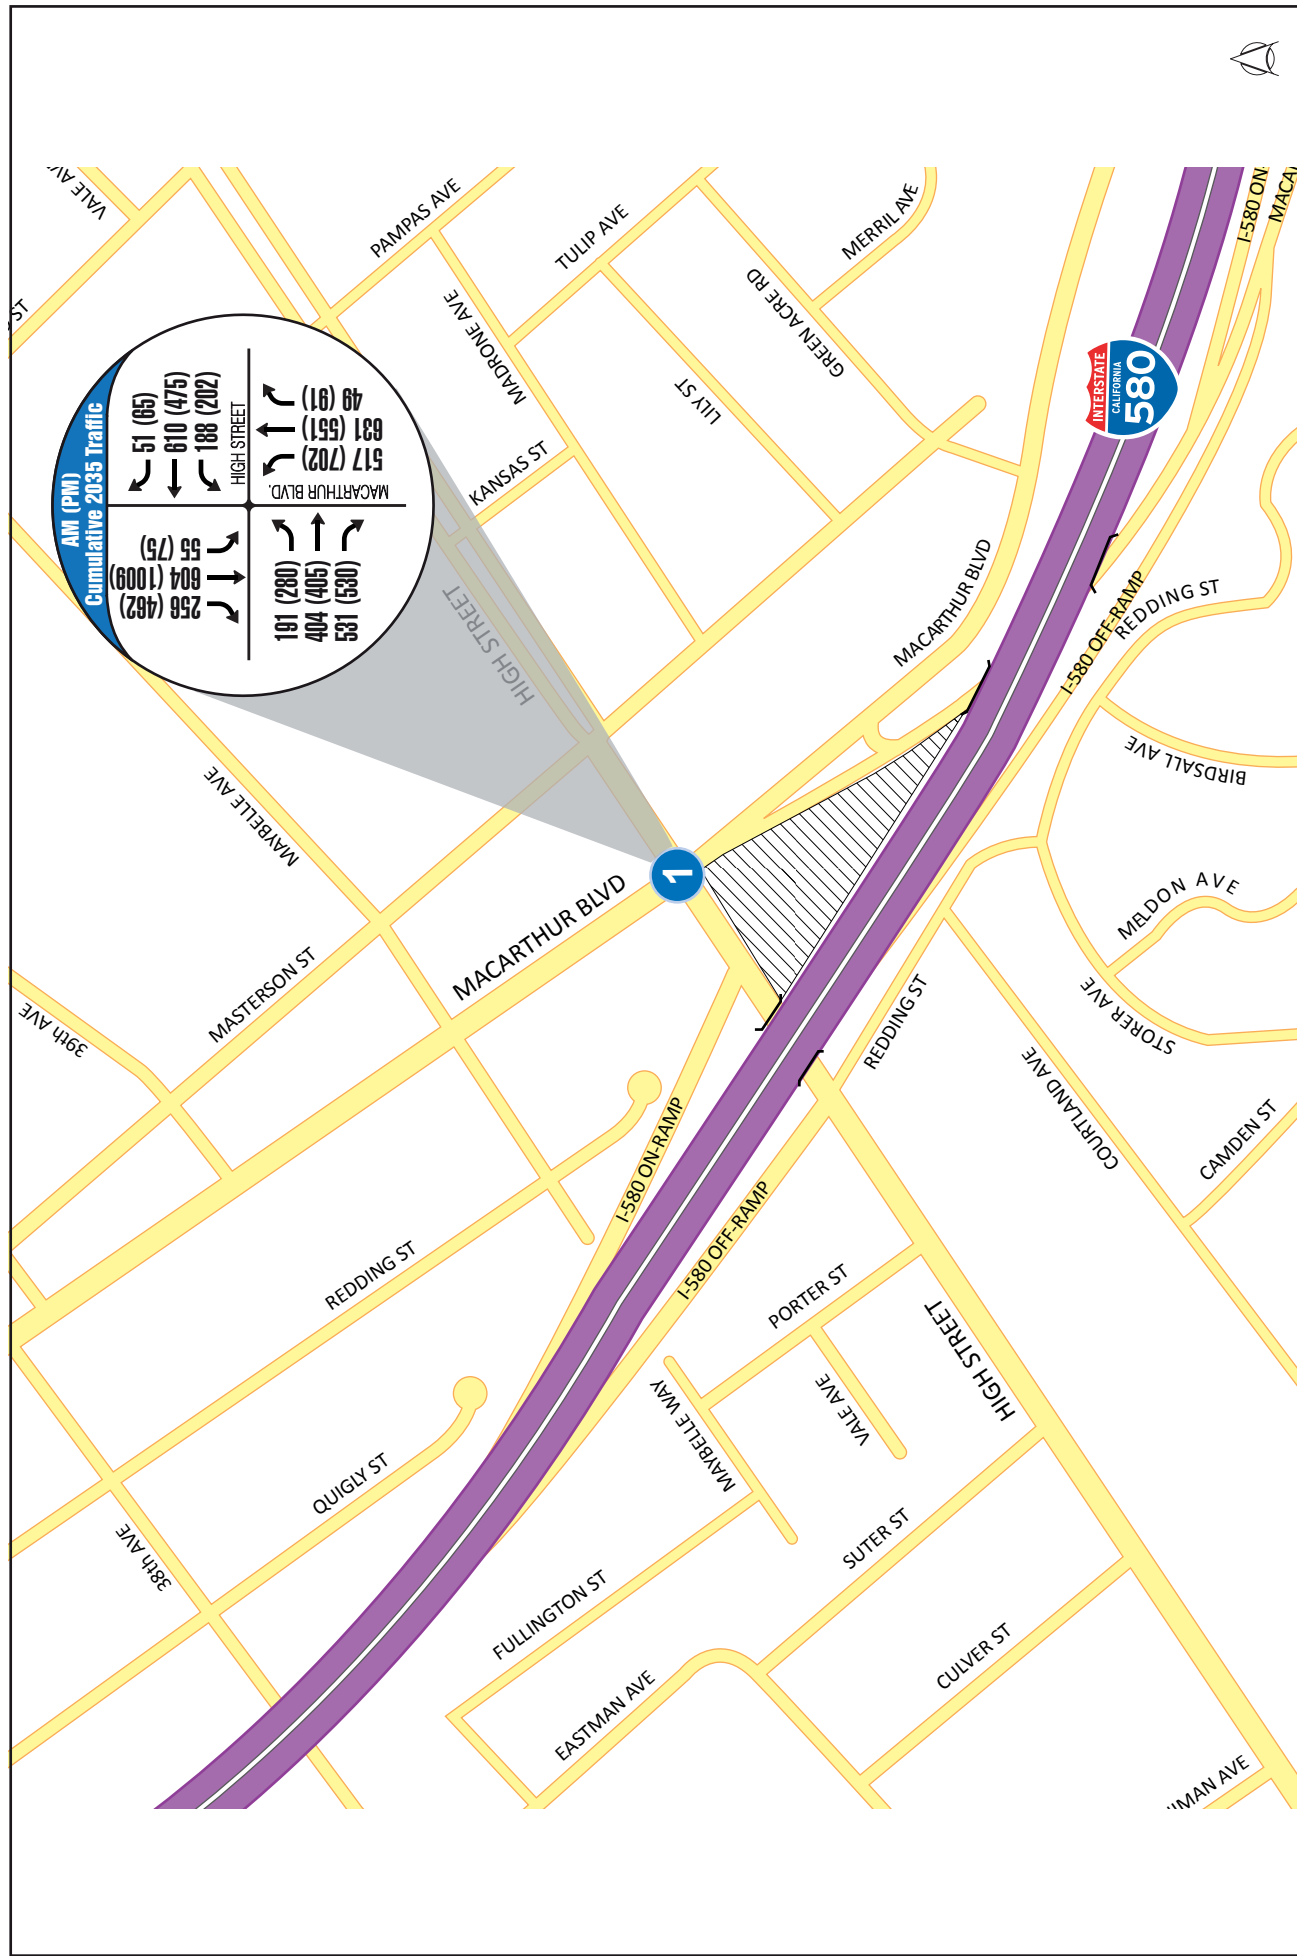 AM (PM)
Cumulative 2035 Traffic
51 (65)
610 (475)
188 (202)
HIGH STREET
256 (462)
604 (1009)
55 (75)
191 (280)
404 (405)
531 (530)
MACARTHUR BLVD.
517 (702)
631 (551)
49 (91)
VALE AVE
ST
PAMPAS AVE
TULIP AVE
MERRIL AVE
MADRONE AVE
GREEN ACRE RD
LILY ST
KANSAS ST
HIGH STREET
I-580 ON-
MACA
INTERSTATE
CALIFORNIA
580
MACARTHUR BLVD
I-580 OFF-RAMP
REDDING ST
BIRDSALL AVE
MAYBELLE AVE
1
MACARTHUR BLVD
MELDON AVE
MASTERSON ST
39th AVE
STORER AVE
REDDING ST
COURTLAND AVE
CAMDEN ST
I-580 ON-RAMP
I-580 OFF-RAMP
REDDING ST
PORTER ST
HIGH STREET
VALE AVE
MAYBELLE WAY
QUIGLY ST
38th AVE
SUTER ST
FULLINGTON ST
CULVER ST
EASTMAN AVE
MAN AVE